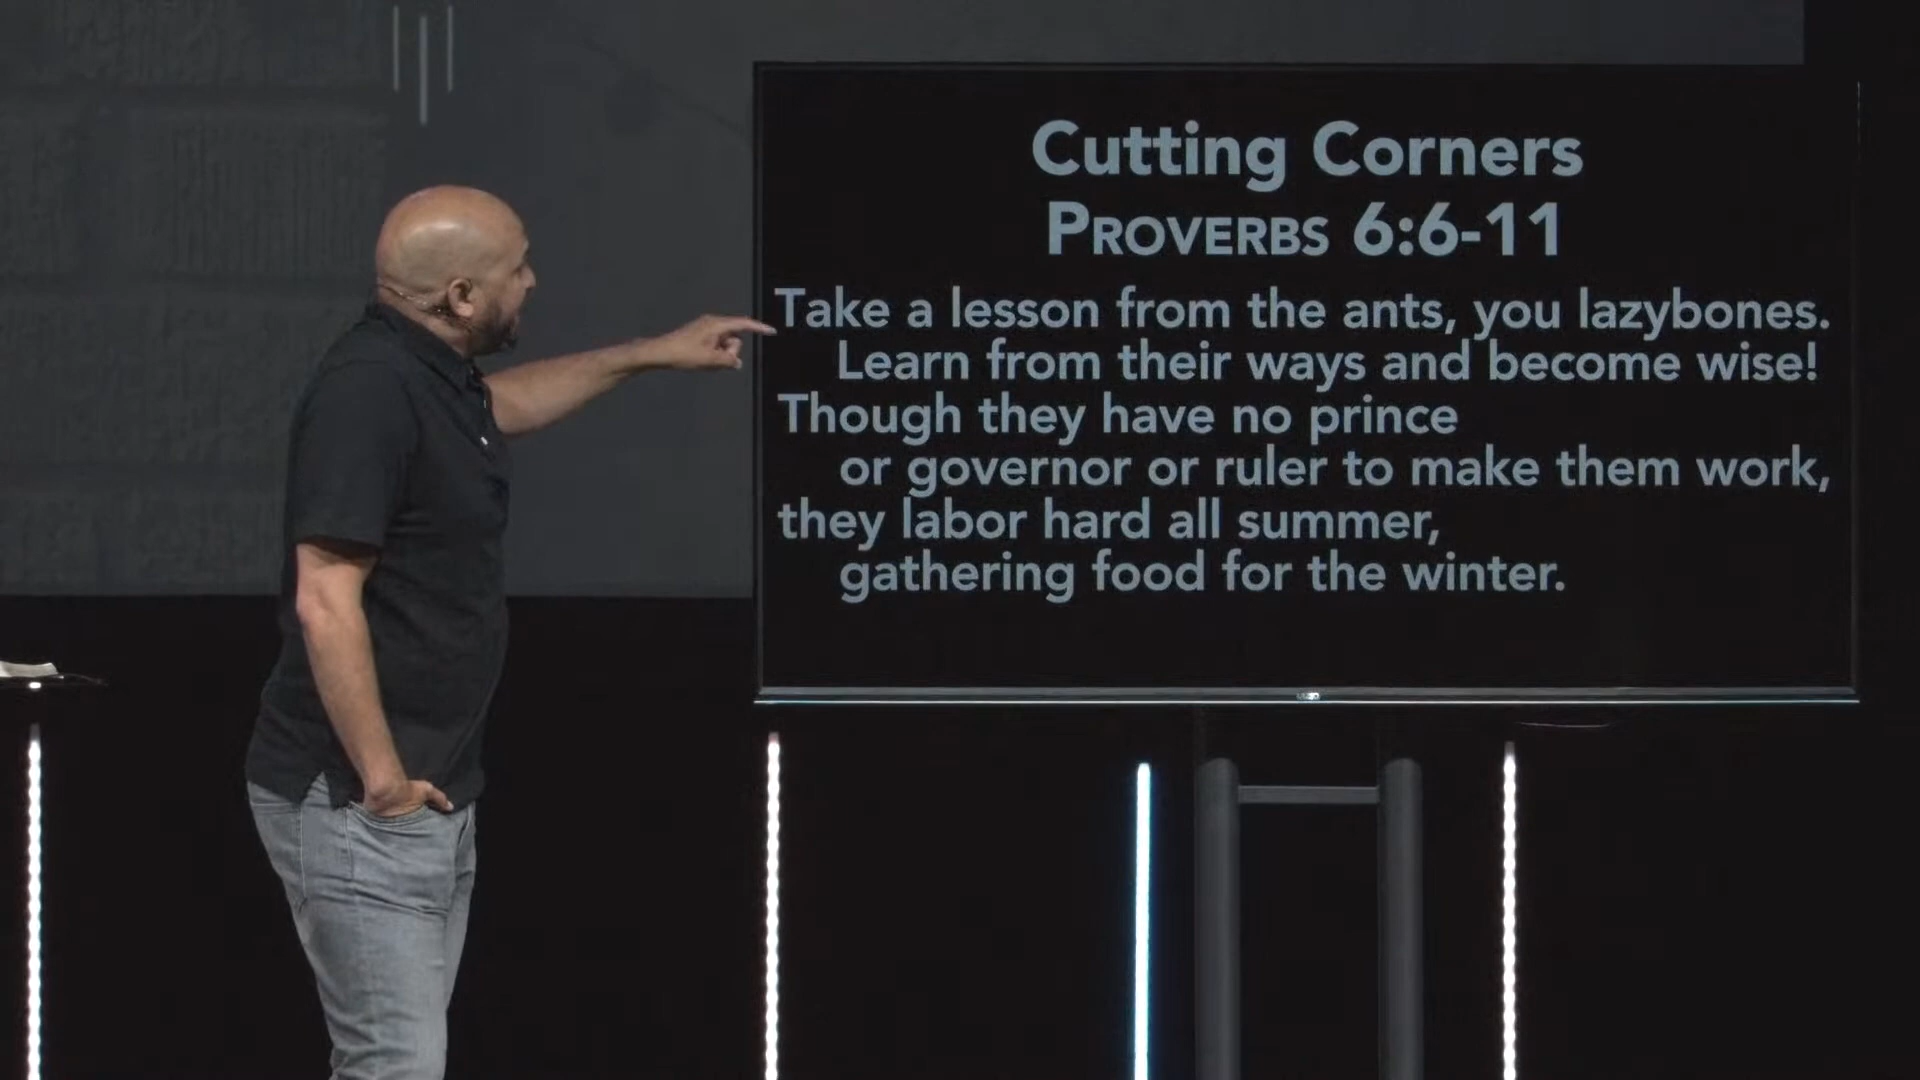 Cutting Corners
PROVERBS 6:6-11
Take a lesson from the ants, you lazybones.
Learn from their ways and become wise!
Though they have no prince
or governor or ruler to make them work,
they labor hard all summer,
gathering food for the winter.